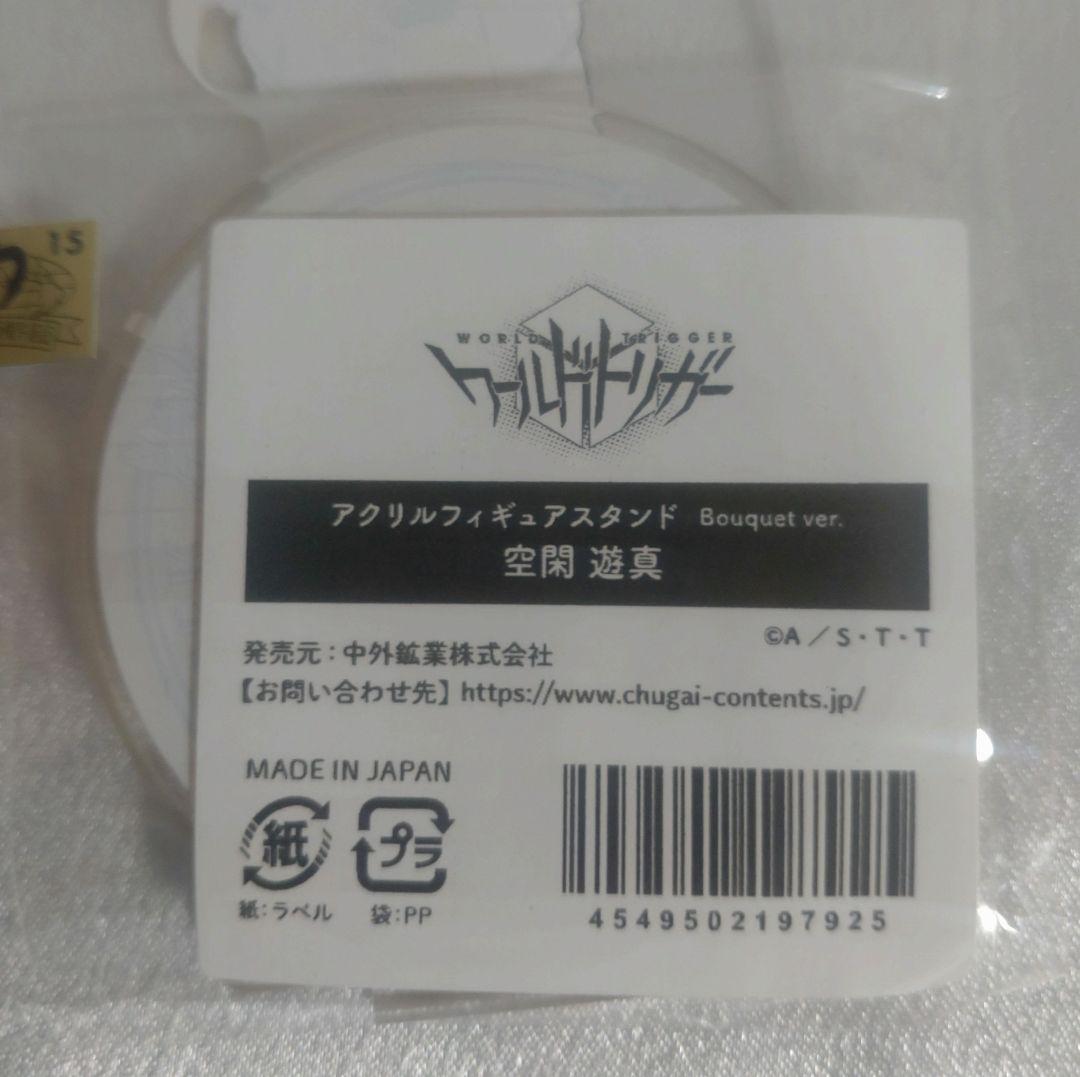 15
WORLD TRIGGER
ワールドトリガー
アクリルフィギュアスタンド Bouquet ver.
空閑 遊真
©A／S・T・T
発売元：中外鉱業株式会社
【お問い合わせ先】https://www.chugai-contents.jp/
MADE IN JAPAN
紙 プラ
紙：ラベル 袋：PP
4549502197925